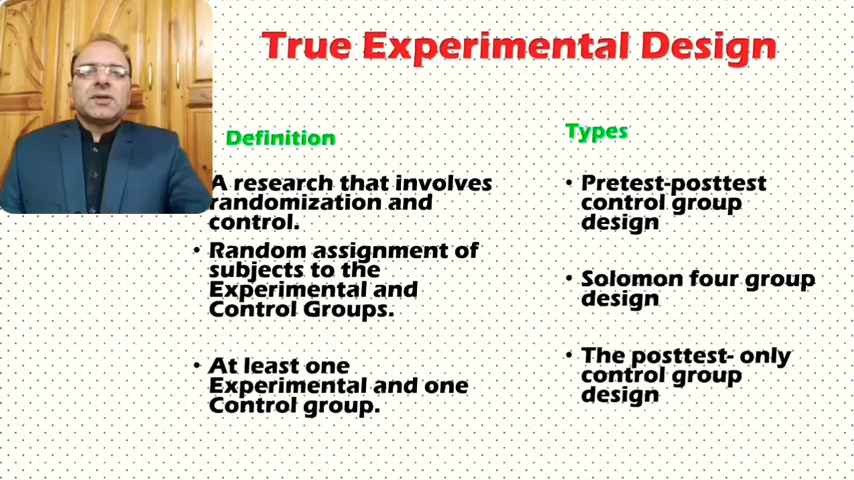 True Experimental Design
Definition
A research that involves
randomization and
control.
• Random assignment of
subjects to the
Experimental and
Control Groups.
• At least one
Experimental and one
Control group.
Types
• Pretest-posttest
control group
design
• Solomon four group
design
• The posttest- only
control group
design